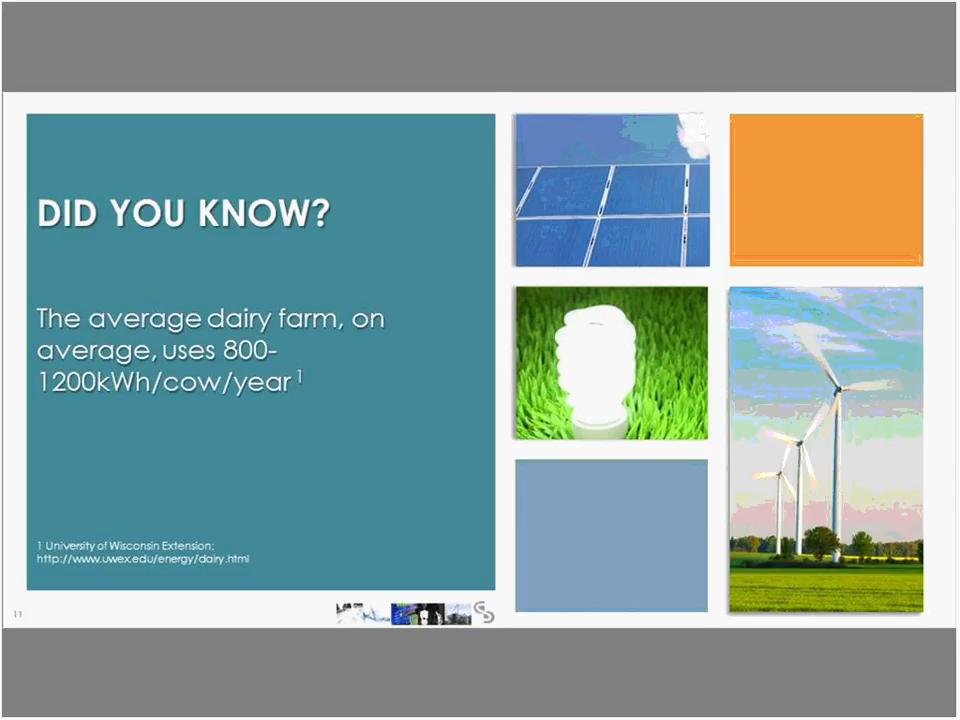 DID YOU KNOW?
The average dairy farm, on
average, uses 800-
1200kWh/cow/year 1
1 University of Wisconsin Extension;
http://www.uwex.edu/energy/dairy.html
11